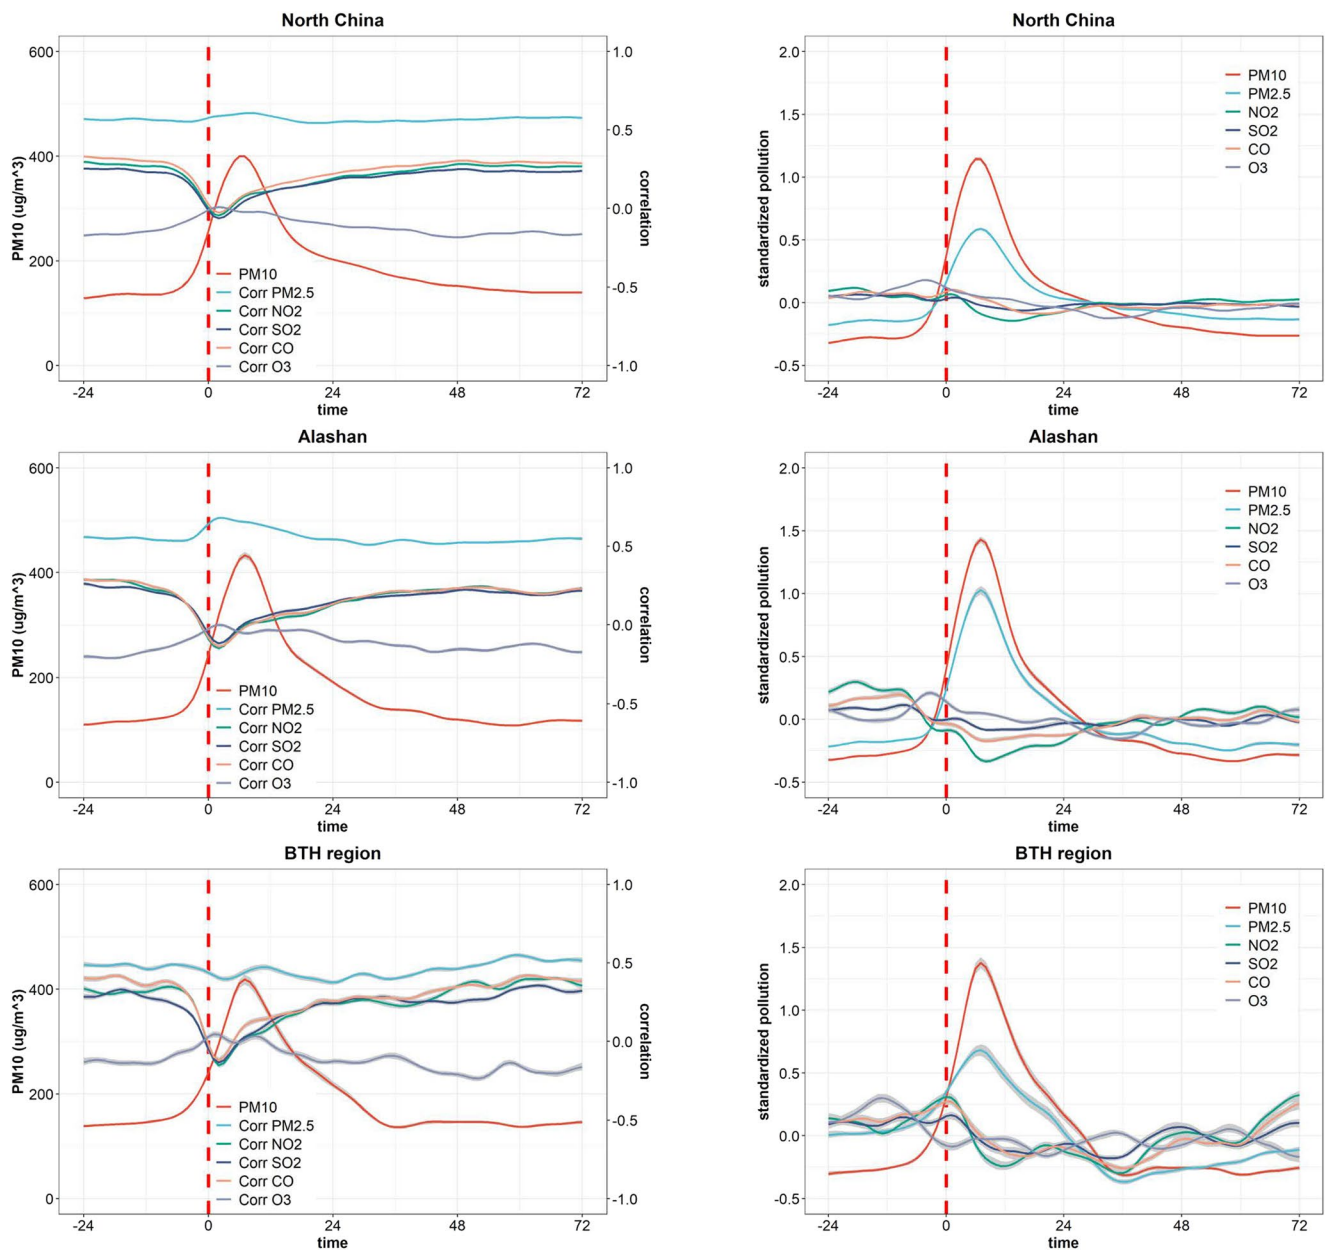 North China
600
400
200
0
PM10 (ug/m^3)
1.0
0.5
0.0
-0.5
-1.0
correlation
PM10
Corr PM2.5
Corr NO2
Corr SO2
Corr CO
Corr O3
-24 0 24 48 72
time
North China
2.0
1.5
1.0
0.5
0.0
-0.5
standardized pollution
PM10
PM2.5
NO2
SO2
CO
O3
-24 0 24 48 72
time
Alashan
600
400
200
0
PM10 (ug/m^3)
1.0
0.5
0.0
-0.5
-1.0
correlation
PM10
Corr PM2.5
Corr NO2
Corr SO2
Corr CO
Corr O3
-24 0 24 48 72
time
Alashan
2.0
1.5
1.0
0.5
0.0
-0.5
standardized pollution
PM10
PM2.5
NO2
SO2
CO
O3
-24 0 24 48 72
time
BTH region
600
400
200
0
PM10 (ug/m^3)
1.0
0.5
0.0
-0.5
-1.0
correlation
PM10
Corr PM2.5
Corr NO2
Corr SO2
Corr CO
Corr O3
-24 0 24 48 72
time
BTH region
2.0
1.5
1.0
0.5
0.0
-0.5
standardized pollution
PM10
PM2.5
NO2
SO2
CO
O3
-24 0 24 48 72
time